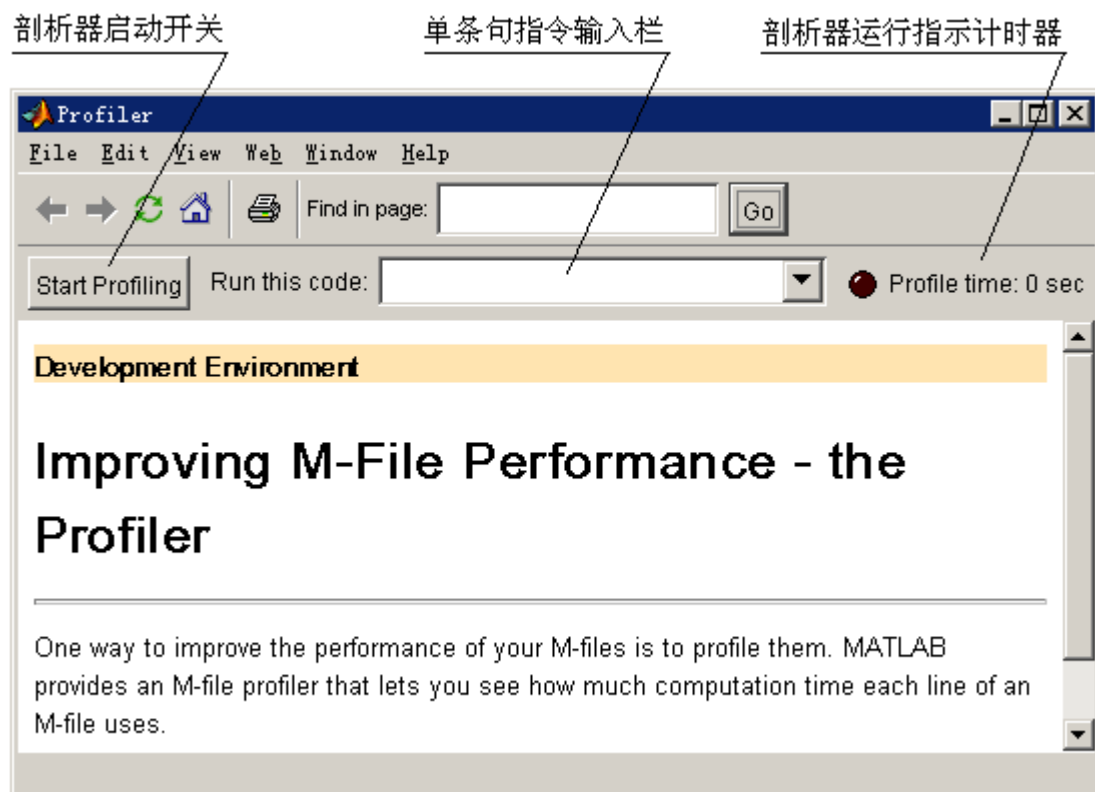 剖析器启动开关 单条句指令输入栏 剖析器运行指示计时器
Profiler
File Edit View Web Window Help
Find in page: Go
Start Profiling Run this code: Profile time: 0 sec
Development Environment
Improving M-File Performance - the
Profiler
One way to improve the performance of your M-files is to profile them. MATLAB
provides an M-file profiler that lets you see how much computation time each line of an
M-file uses.